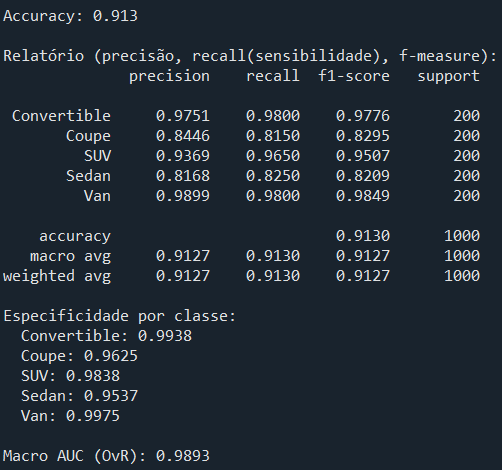 Accuracy: 0.913
Relatório (precisão, recall(sensibilidade), f-measure):
precision recall f1-score support
Convertible 0.9751 0.9800 0.9776 200
Coupe 0.8446 0.8150 0.8295 200
SUV 0.9369 0.9650 0.9507 200
Sedan 0.8168 0.8250 0.8209 200
Van 0.9899 0.9800 0.9849 200
accuracy 0.9130 1000
macro avg 0.9127 0.9130 0.9127 1000
weighted avg 0.9127 0.9130 0.9127 1000
Especificidade por classe:
Convertible: 0.9938
Coupe: 0.9625
SUV: 0.9838
Sedan: 0.9537
Van: 0.9975
Macro AUC (OvR): 0.9893